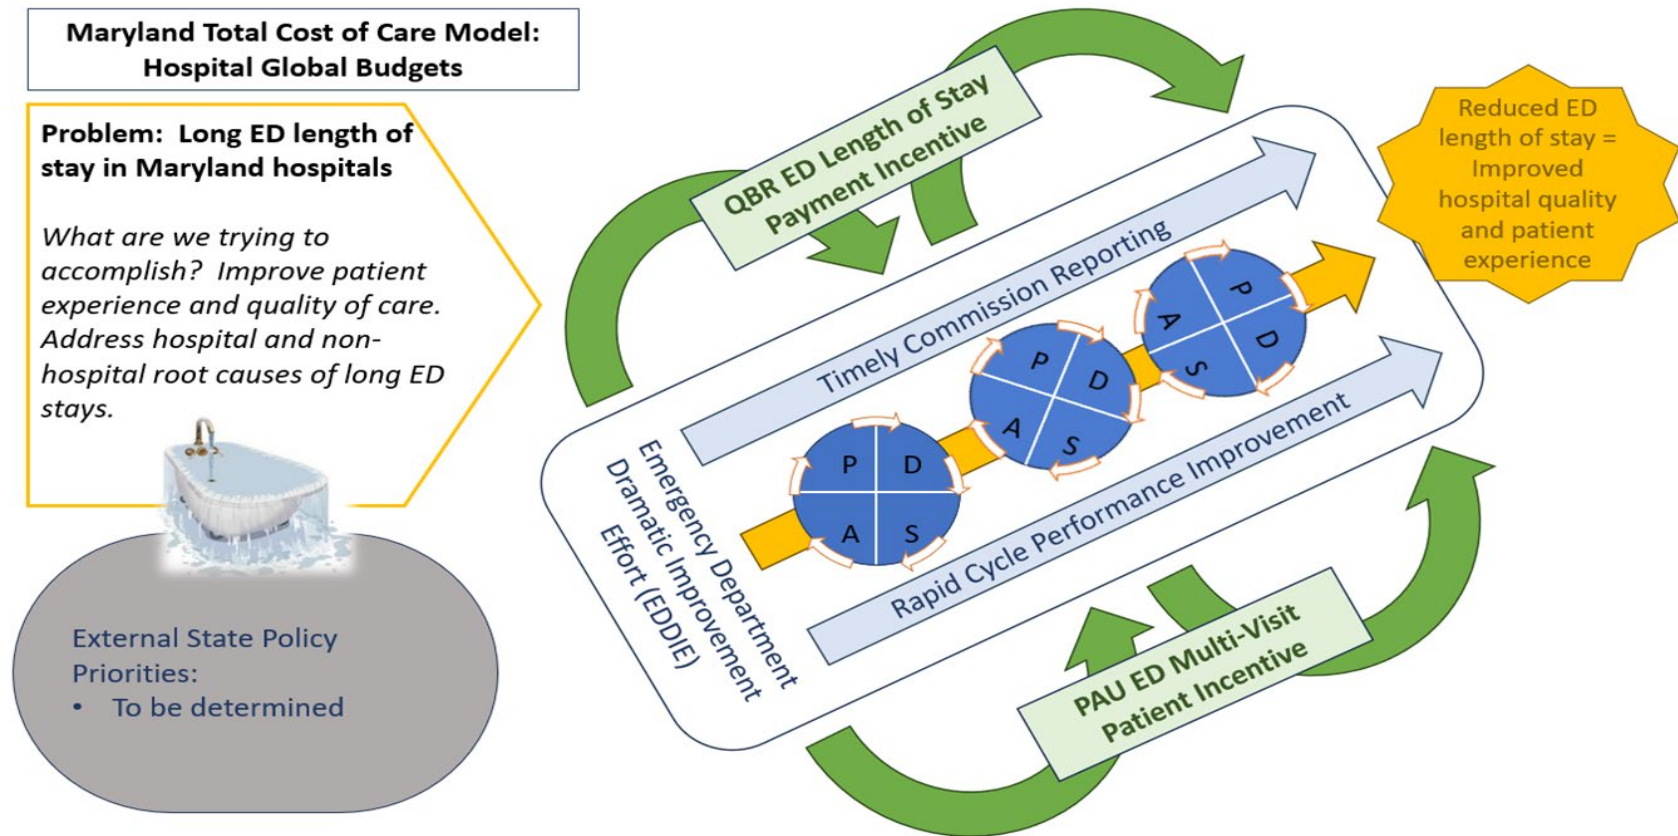 Maryland Total Cost of Care Model:
Hospital Global Budgets
Problem:  Long ED length of
stay in Maryland hospitals
What are we trying to
accomplish?  Improve patient
experience and quality of care.
Address hospital and non-
hospital root causes of long ED
stays.
External State Policy
Priorities:
• To be determined
QBR ED Length of Stay
Payment Incentive
Timely Commission Reporting
Emergency Department
Dramatic Improvement
Effort (EDDIE)
P D
A S
P D
A S
P D
A S
Rapid Cycle Performance Improvement
PAU ED Multi-Visit
Patient Incentive
Reduced ED
length of stay =
Improved
hospital quality
and patient
experience